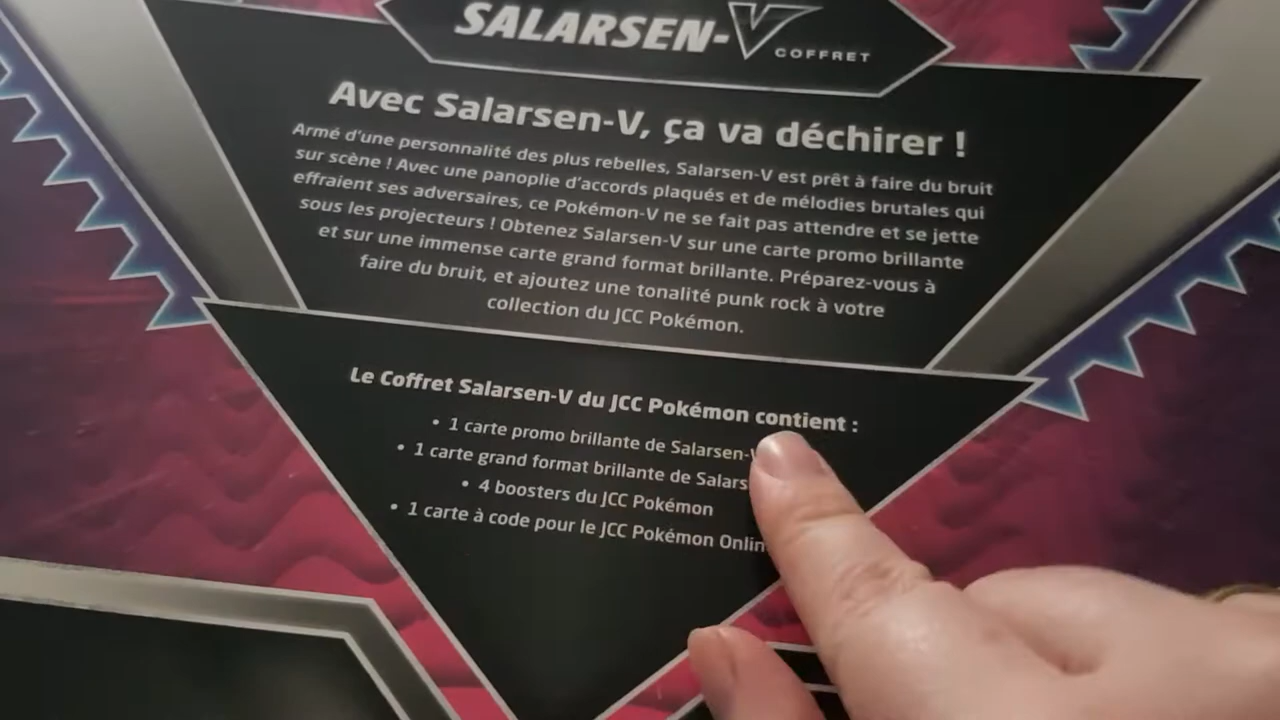 SALARSEN-V
COFFRET
Avec Salarsen-V, ça va déchirer !
Armé d'une personnalité des plus rebelles, Salarsen-V est prêt à faire du bruit
sur scène ! Avec une panoplie d'accords plaqués et de mélodies brutales qui
effraient ses adversaires, ce Pokémon-V ne se fait pas attendre et se jette
sous les projecteurs ! Obtenez Salarsen-V sur une carte promo brillante
et sur une immense carte grand format brillante. Préparez-vous à
faire du bruit, et ajoutez une tonalité punk rock à votre
collection du JCC Pokémon.
Le Coffret Salarsen-V du JCC Pokémon contient :
• 1 carte promo brillante de Salarsen-V
• 1 carte grand format brillante de Salars
• 4 boosters du JCC Pokémon
• 1 carte à code pour le JCC Pokémon Onlin